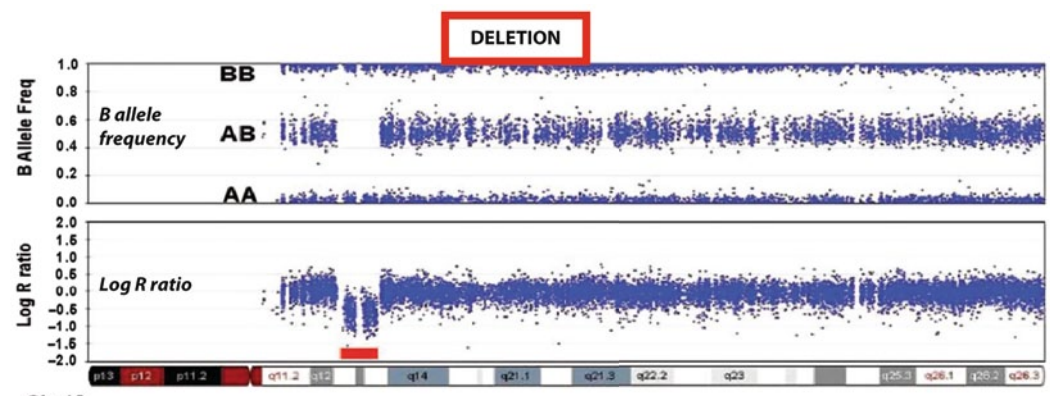 DELETION
B Allele Freq
1.0
0.8
0.6
0.4
0.2
0.0
B allele
frequency
BB
AB
AA
Log R ratio
2.0
1.5
1.0
0.5
0.0
-0.5
-1.0
-1.5
-2.0
Log R ratio
p13 p12 p11.2 q11.2 q12 q14 q21.1 q21.3 q22.2 q23 q25.3 q26.1 q26.2 q26.3